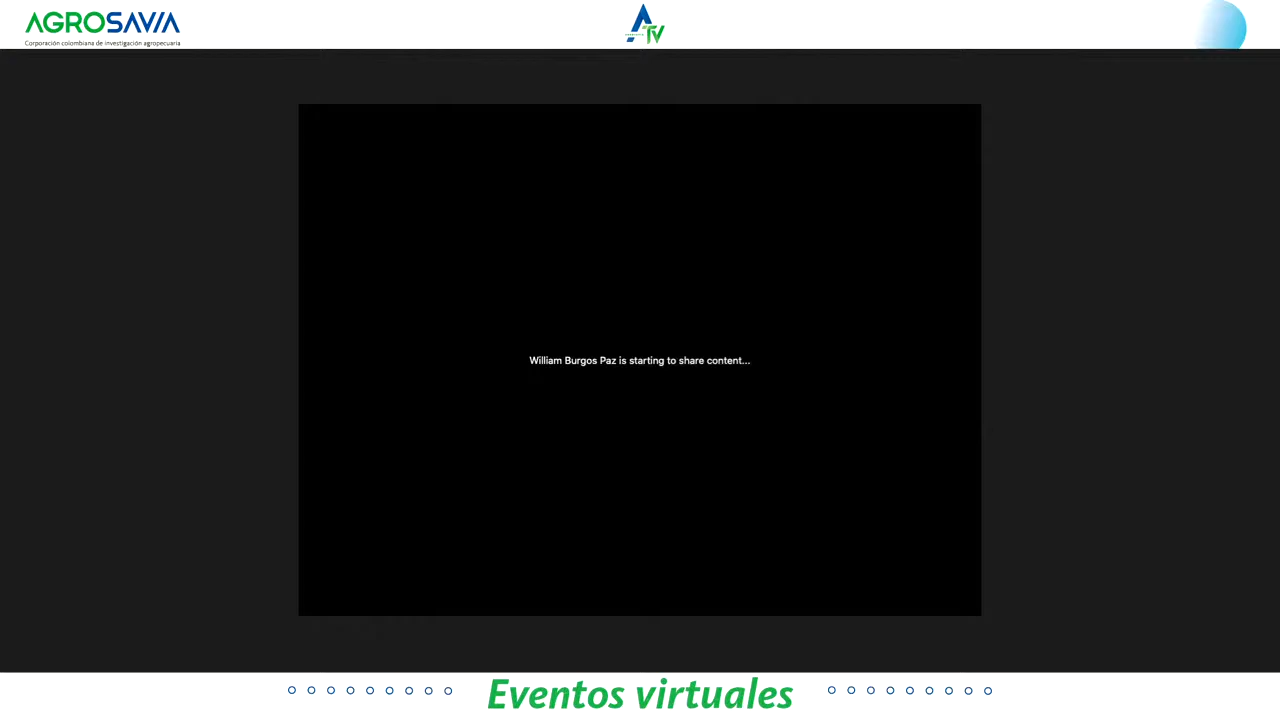 AGROSAVIA
Corporación colombiana de investigación agropecuaria
TV
William Burgos Paz is starting to share content...
Eventos virtuales